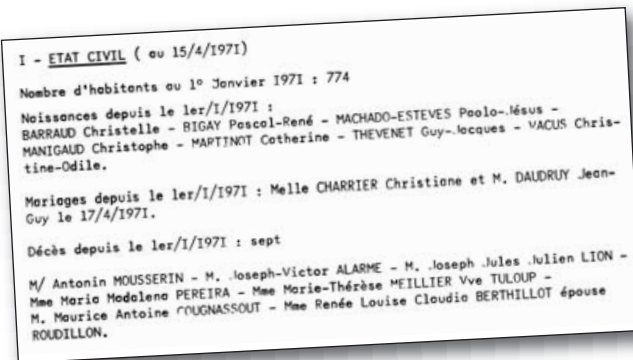 I - ETAT CIVIL ( au 15/4/1971)
Nombre d'habitants au 1° Janvier 1971 : 774
Naissances depuis le 1er/I/1971 :
BARRAUD Christelle - BIGAY Pascal-René - MACHADO-ESTEVES Paolo-Jésus -
MANIGAUD Christophe - MARTINOT Catherine - THEVENET Guy-Jacques - VACUS Chris-
tine-Odile.
Mariages depuis le 1er/I/1971 : Melle CHARRIER Christiane et M. DAUDRUY Jean-
Guy le 17/4/1971.
Décès depuis le 1er/I/1971 : sept
M/ Antonin MOUSSERIN - M. Joseph-Victor ALARME - M. Joseph Jules Julien LION -
Mme Maria Madalena PEREIRA - Mme Marie-Thérèse MEILLIER Vve TULOUP -
M. Maurice Antoine COUGNASSOUT - Mme Renée Louise Claudia BERTHILLOT épouse
ROUDILLON.